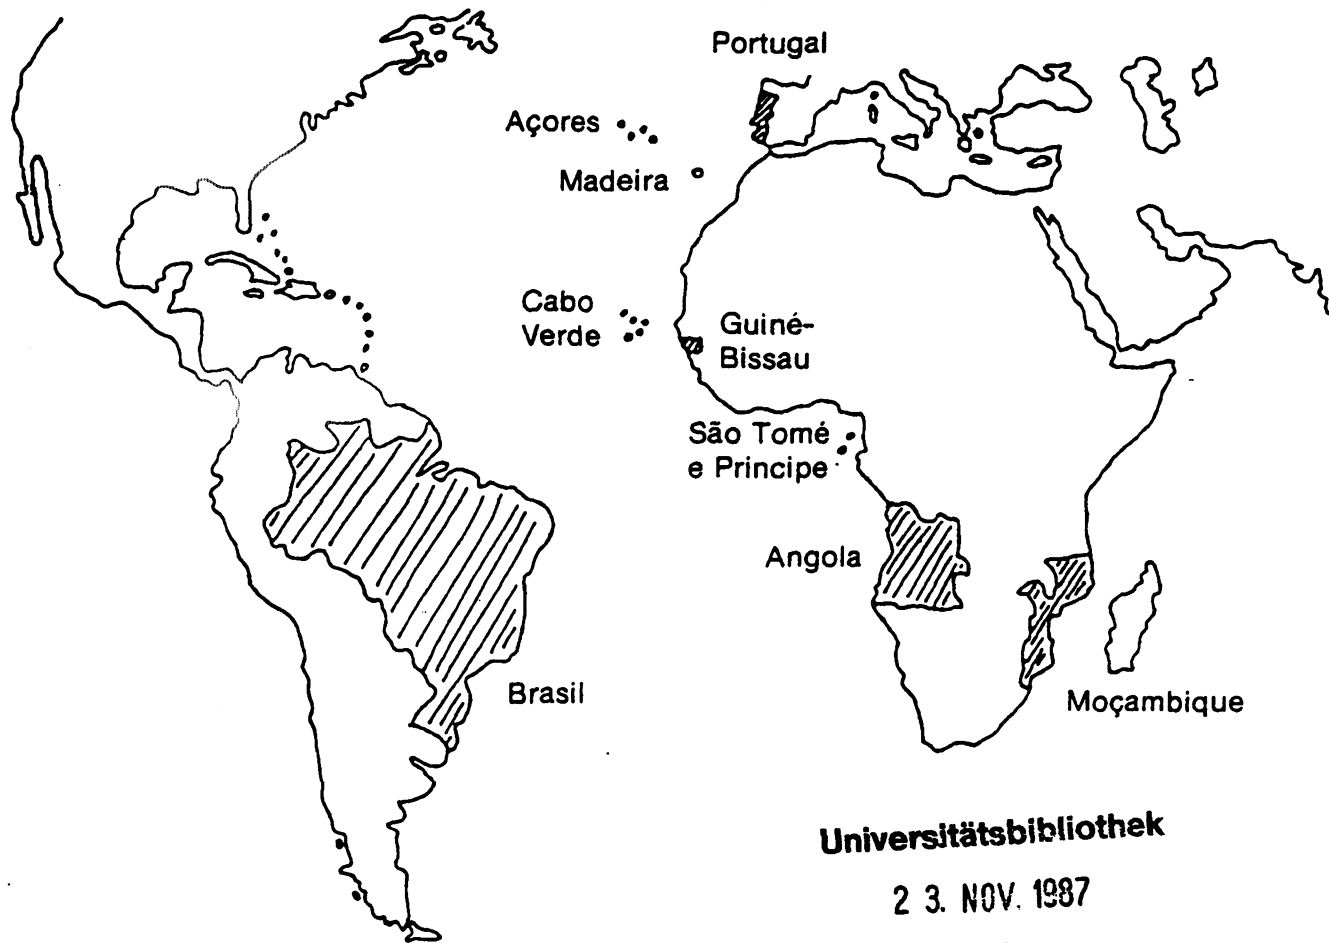 Portugal
Açores
Madeira
Cabo
Verde
Guiné-
Bissau
São Tomé
e Principe
Angola
Brasil
Moçambique
Universitätsbibliothek
2 3. NOV. 1987